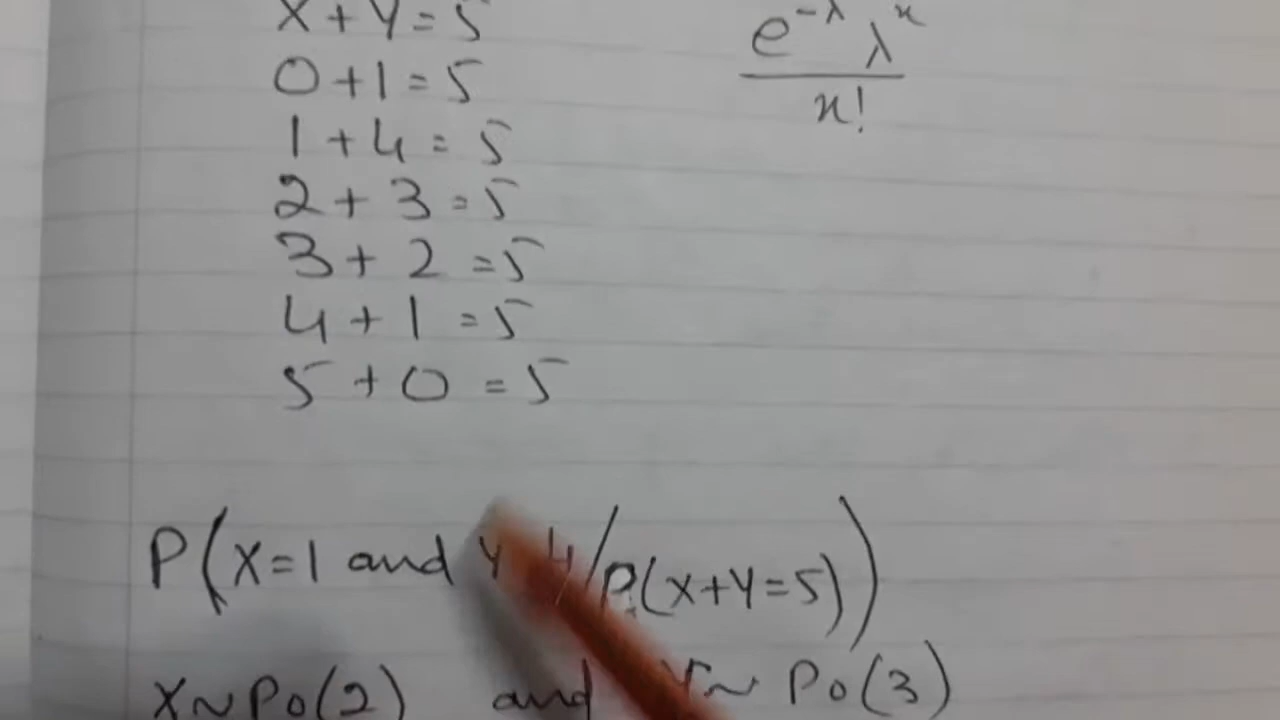 X + Y = 5
e^-λ λ^x
x!
0 + 1 = 5
1 + 4 = 5
2 + 3 = 5
3 + 2 = 5
4 + 1 = 5
5 + 0 = 5
P(X=1 and Y 4/P(X+Y=5))
X~Po(2) and Y~ Po(3)